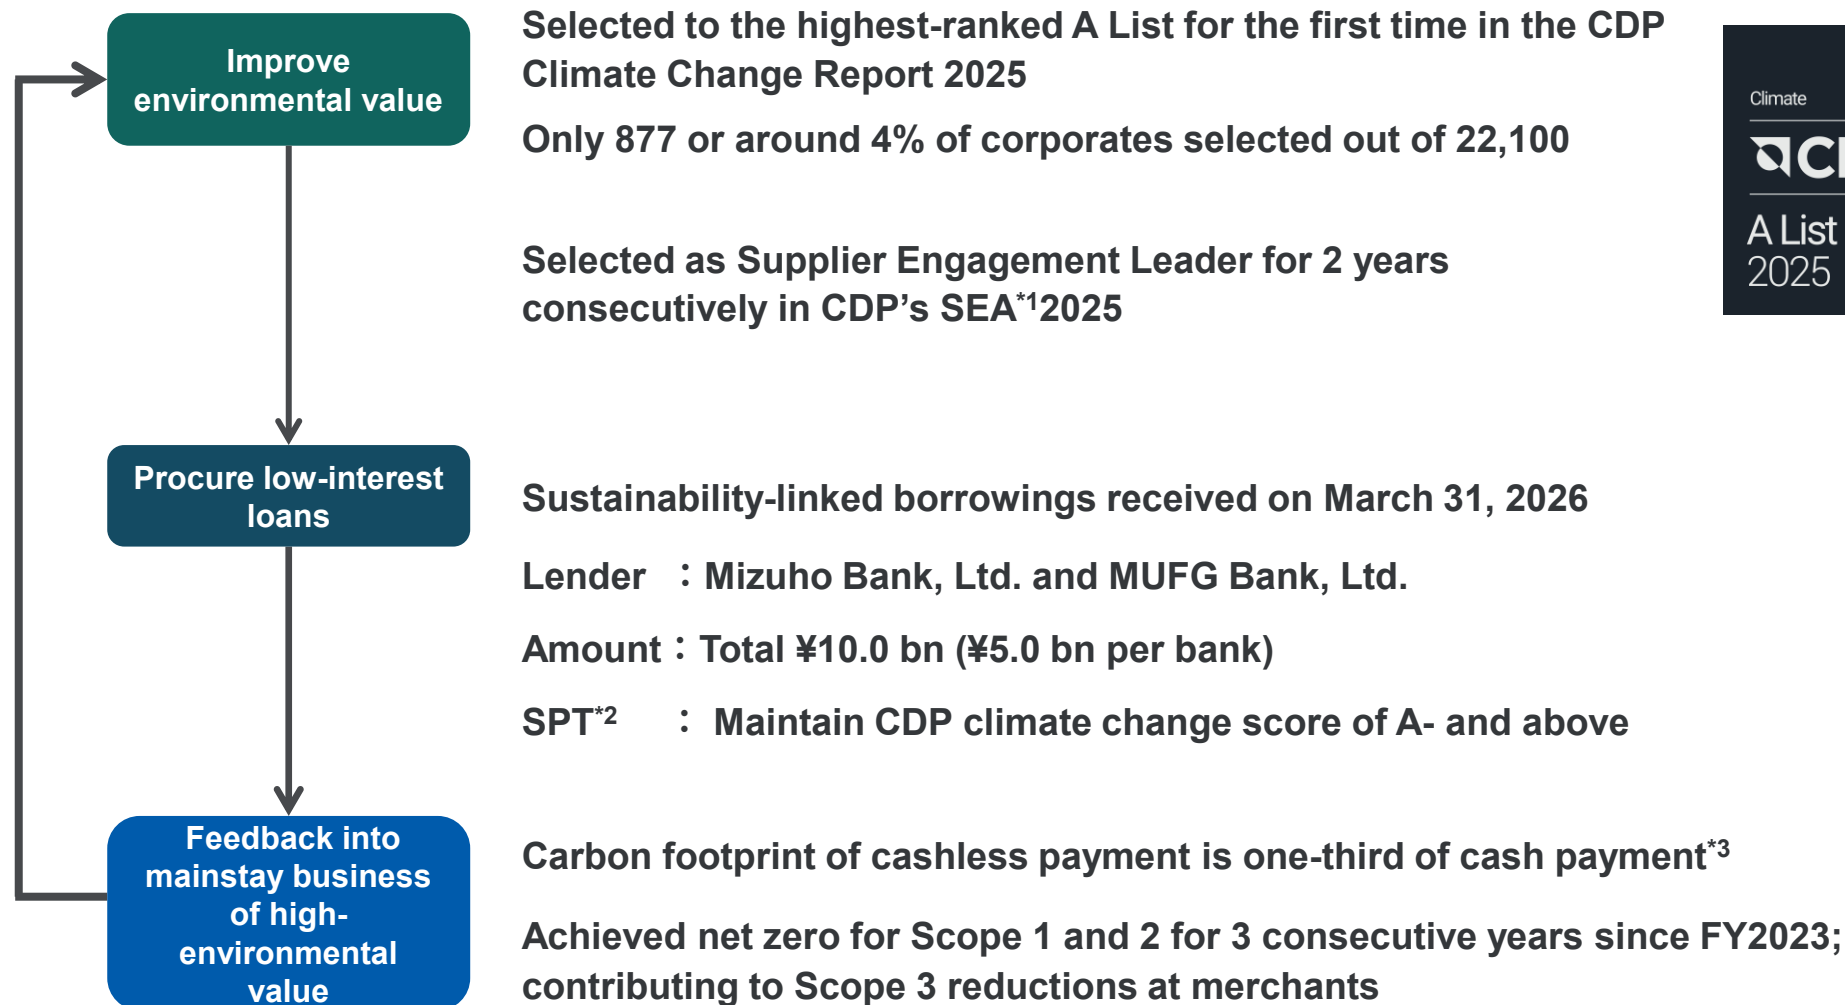 Improve
environmental value
Selected to the highest-ranked A List for the first time in the CDP
Climate Change Report 2025
Only 877 or around 4% of corporates selected out of 22,100
Selected as Supplier Engagement Leader for 2 years
consecutively in CDP’s SEA*12025
Climate
A List
2025
Procure low-interest
loans
Sustainability-linked borrowings received on March 31, 2026
Lender ：Mizuho Bank, Ltd. and MUFG Bank, Ltd.
Amount：Total ¥10.0 bn (¥5.0 bn per bank)
SPT*2 ： Maintain CDP climate change score of A- and above
Feedback into
mainstay business
of high-
environmental
value
Carbon footprint of cashless payment is one-third of cash payment*3
Achieved net zero for Scope 1 and 2 for 3 consecutive years since FY2023;
contributing to Scope 3 reductions at merchants